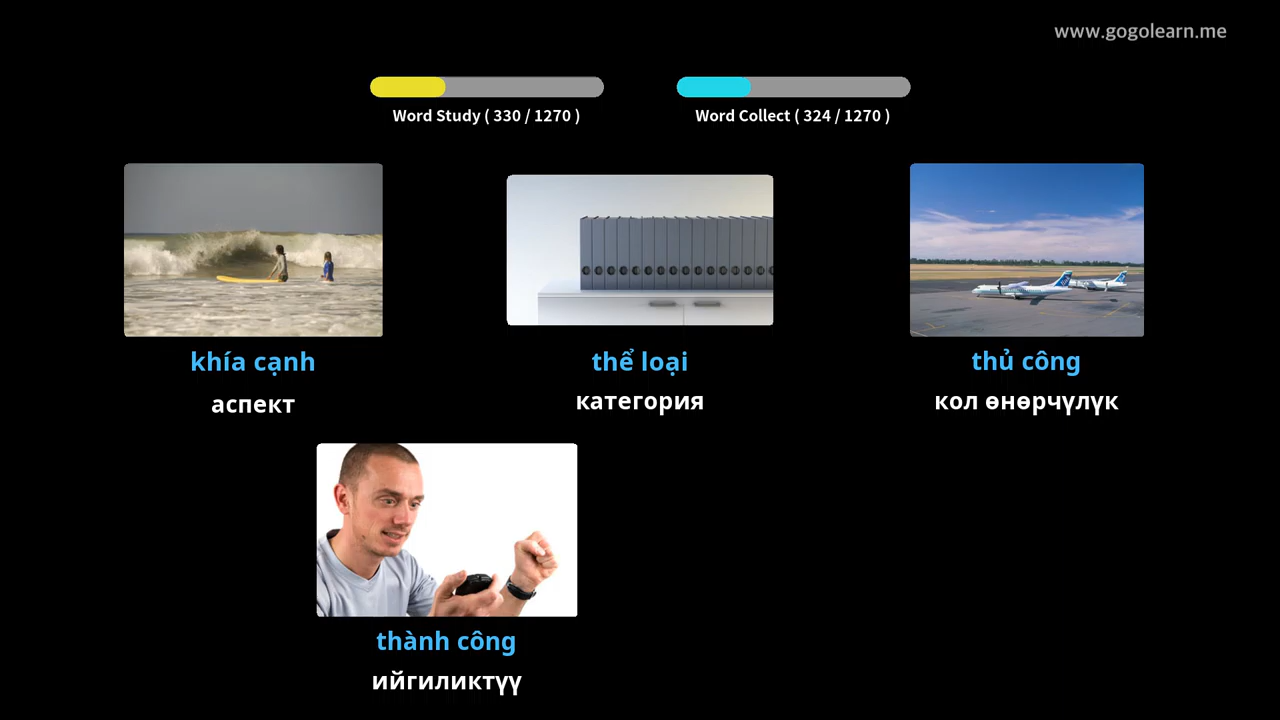 www.gogolearn.me
Word Study ( 330 / 1270 )
Word Collect ( 324 / 1270 )
khía cạnh
аспект
thể loại
категория
thủ công
кол өнөрчүлүк
thành công
ийгиликтүү